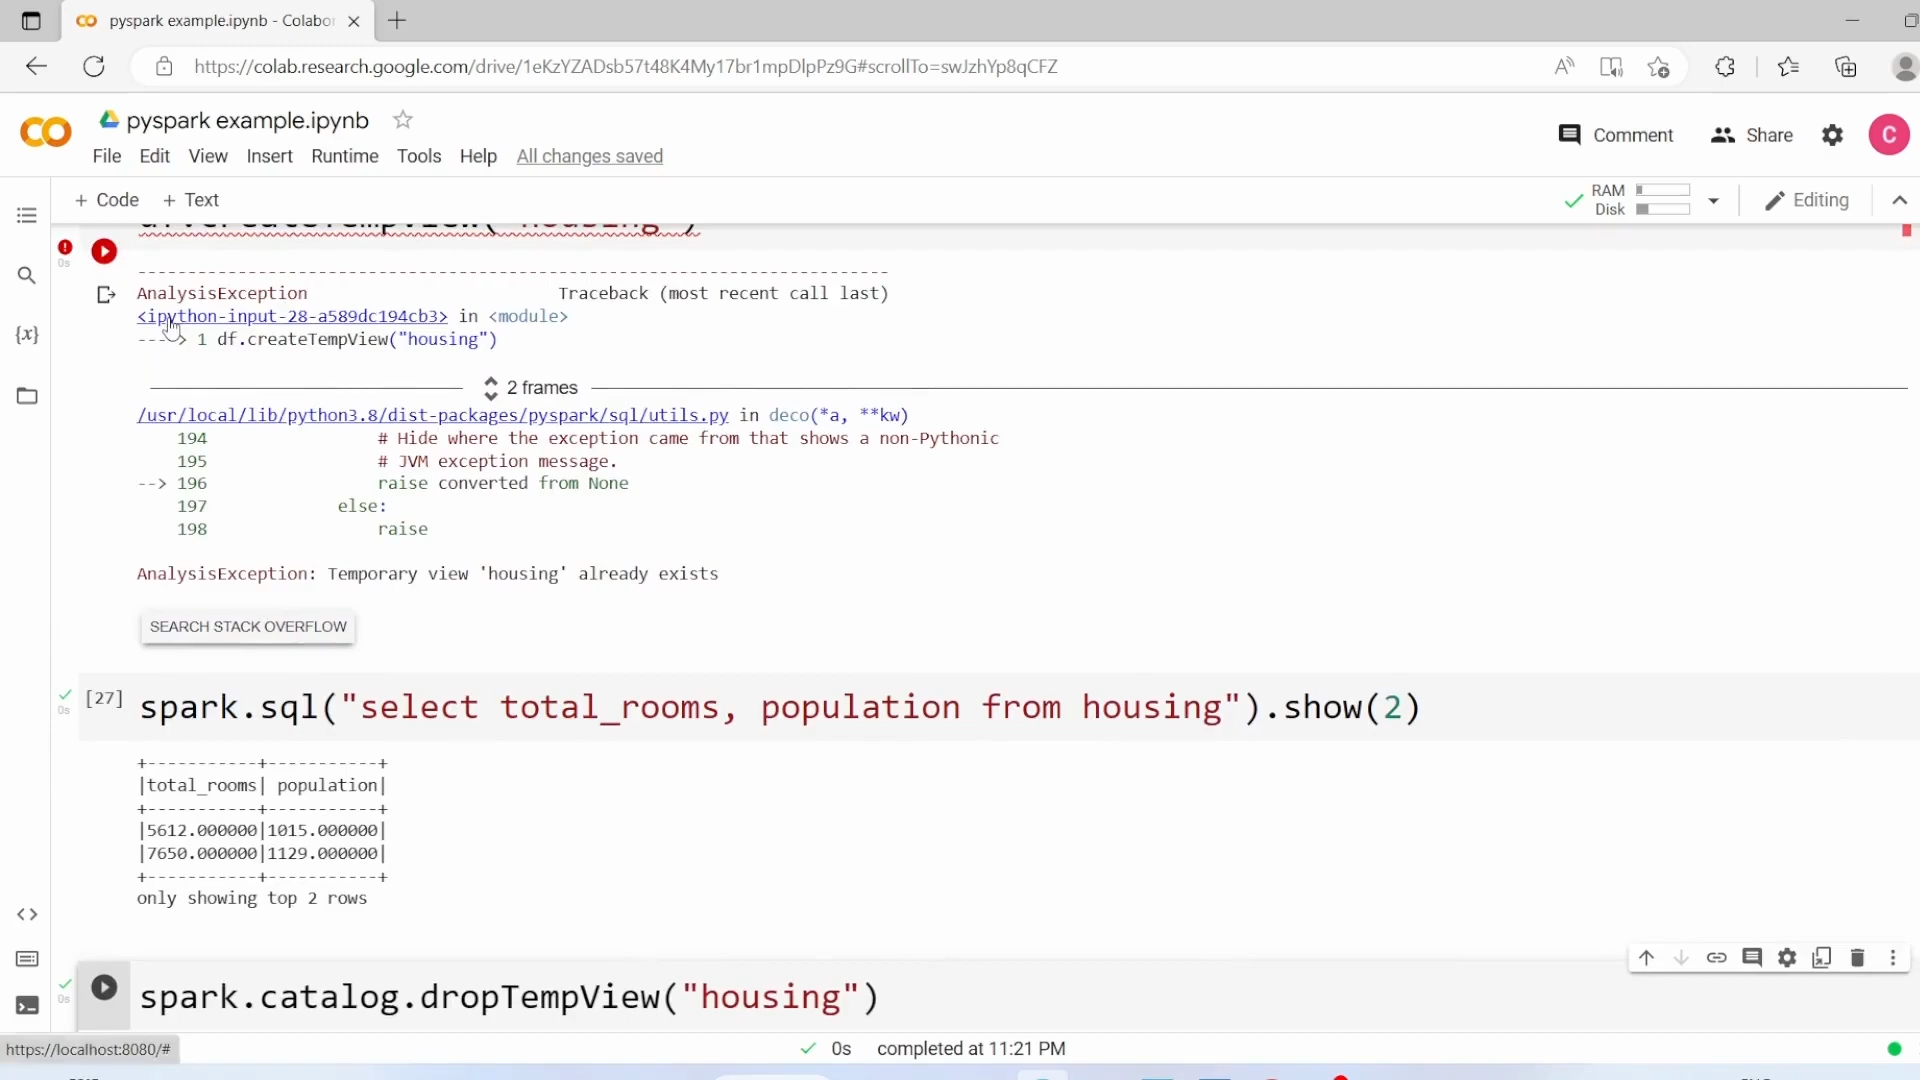 pyspark example.ipynb - Colabo
https://colab.research.google.com/drive/1eKzYZADsb57t48K4My17br1mpDlpPz9G#scrollTo=swJzhYp8qCFZ
pyspark example.ipynb
Comment
Share
C
File Edit View Insert Runtime Tools Help All changes saved
+ Code + Text
RAM
Disk
Editing
df.createTempView("housing")
0s
--------------------------------------------------------------------------
AnalysisException Traceback (most recent call last)
<ipython-input-28-a589dc194cb3> in <module>
----> 1 df.createTempView("housing")
2 frames
/usr/local/lib/python3.8/dist-packages/pyspark/sql/utils.py in deco(*a, **kw)
194 # Hide where the exception came from that shows a non-Pythonic
195 # JVM exception message.
--> 196 raise converted from None
197 else:
198 raise
AnalysisException: Temporary view 'housing' already exists
SEARCH STACK OVERFLOW
[27] spark.sql("select total_rooms, population from housing").show(2)
0s
+-----------+-----------+
|total_rooms| population|
+-----------+-----------+
|5612.000000|1015.000000|
|7650.000000|1129.000000|
+-----------+-----------+
only showing top 2 rows
spark.catalog.dropTempView("housing")
0s
https://localhost:8080/#
0s completed at 11:21 PM